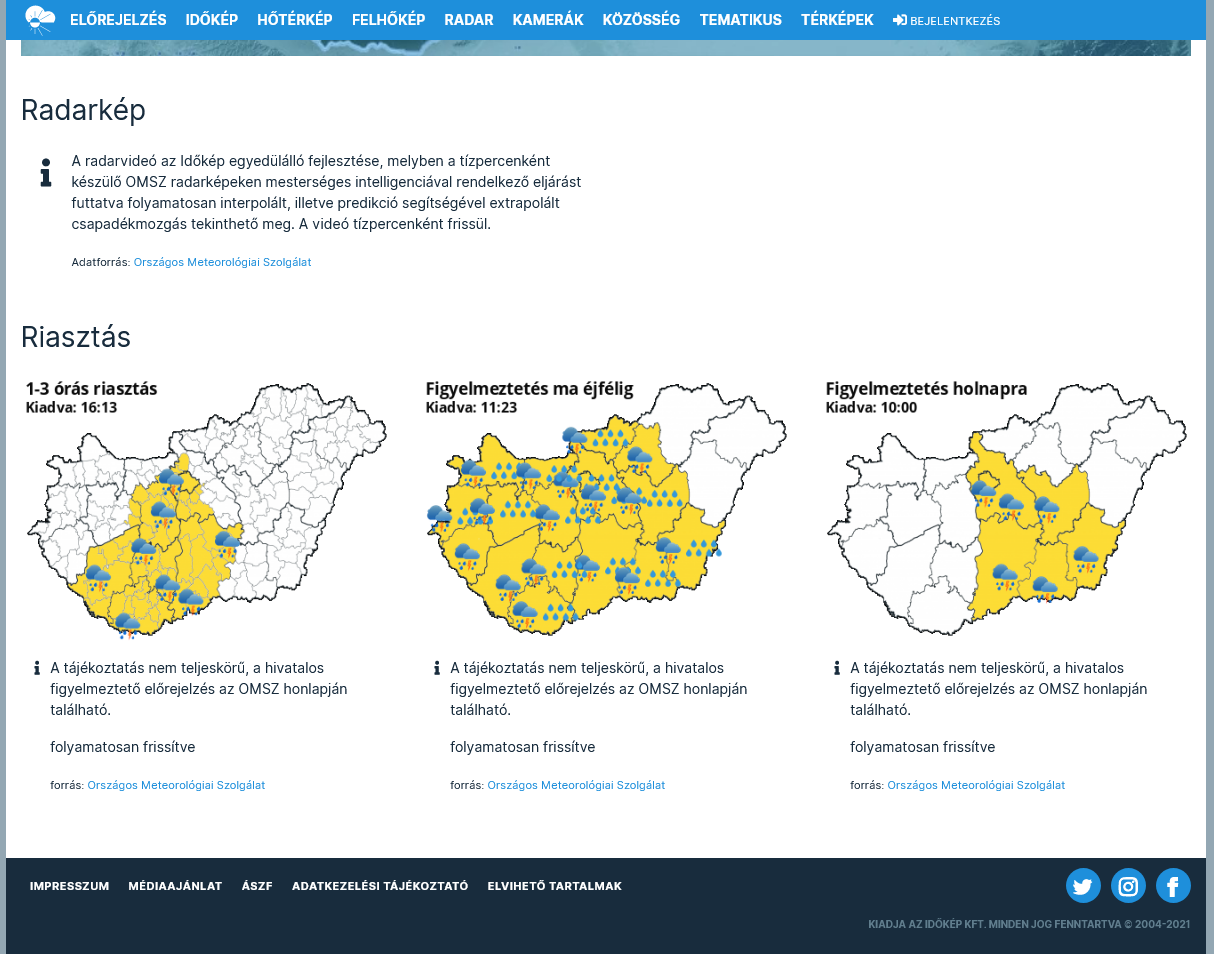 ELŐREJELZÉS IDŐKÉP HŐTÉRKÉP FELHŐKÉP RADAR KAMERÁK KÖZÖSSÉG TEMATIKUS TÉRKÉPEK BEJELENTKEZÉS
Radarkép
A radarvideó az Időkép egyedülálló fejlesztése, melyben a tízpercenként
készülő OMSZ radarképeken mesterséges intelligenciával rendelkező eljárást
futtatva folyamatosan interpolált, illetve predikció segítségével extrapolált
csapadékmozgás tekinthető meg. A videó tízpercenként frissül.
Adatforrás: Országos Meteorológiai Szolgálat
Riasztás
1-3 órás riasztás
Kiadva: 16:13
A tájékoztatás nem teljeskörű, a hivatalos
figyelmeztető előrejelzés az OMSZ honlapján
található.
folyamatosan frissítve
forrás: Országos Meteorológiai Szolgálat
Figyelmeztetés ma éjfélig
Kiadva: 11:23
A tájékoztatás nem teljeskörű, a hivatalos
figyelmeztető előrejelzés az OMSZ honlapján
található.
folyamatosan frissítve
forrás: Országos Meteorológiai Szolgálat
Figyelmeztetés holnapra
Kiadva: 10:00
A tájékoztatás nem teljeskörű, a hivatalos
figyelmeztető előrejelzés az OMSZ honlapján
található.
folyamatosan frissítve
forrás: Országos Meteorológiai Szolgálat
IMPRESSZUM MÉDIAAJÁNLAT ÁSZF ADATKEZELÉSI TÁJÉKOZTATÓ ELVIHETŐ TARTALMAK
KIADJA AZ IDŐKÉP KFT. MINDEN JOG FENNTARTVA © 2004-2021